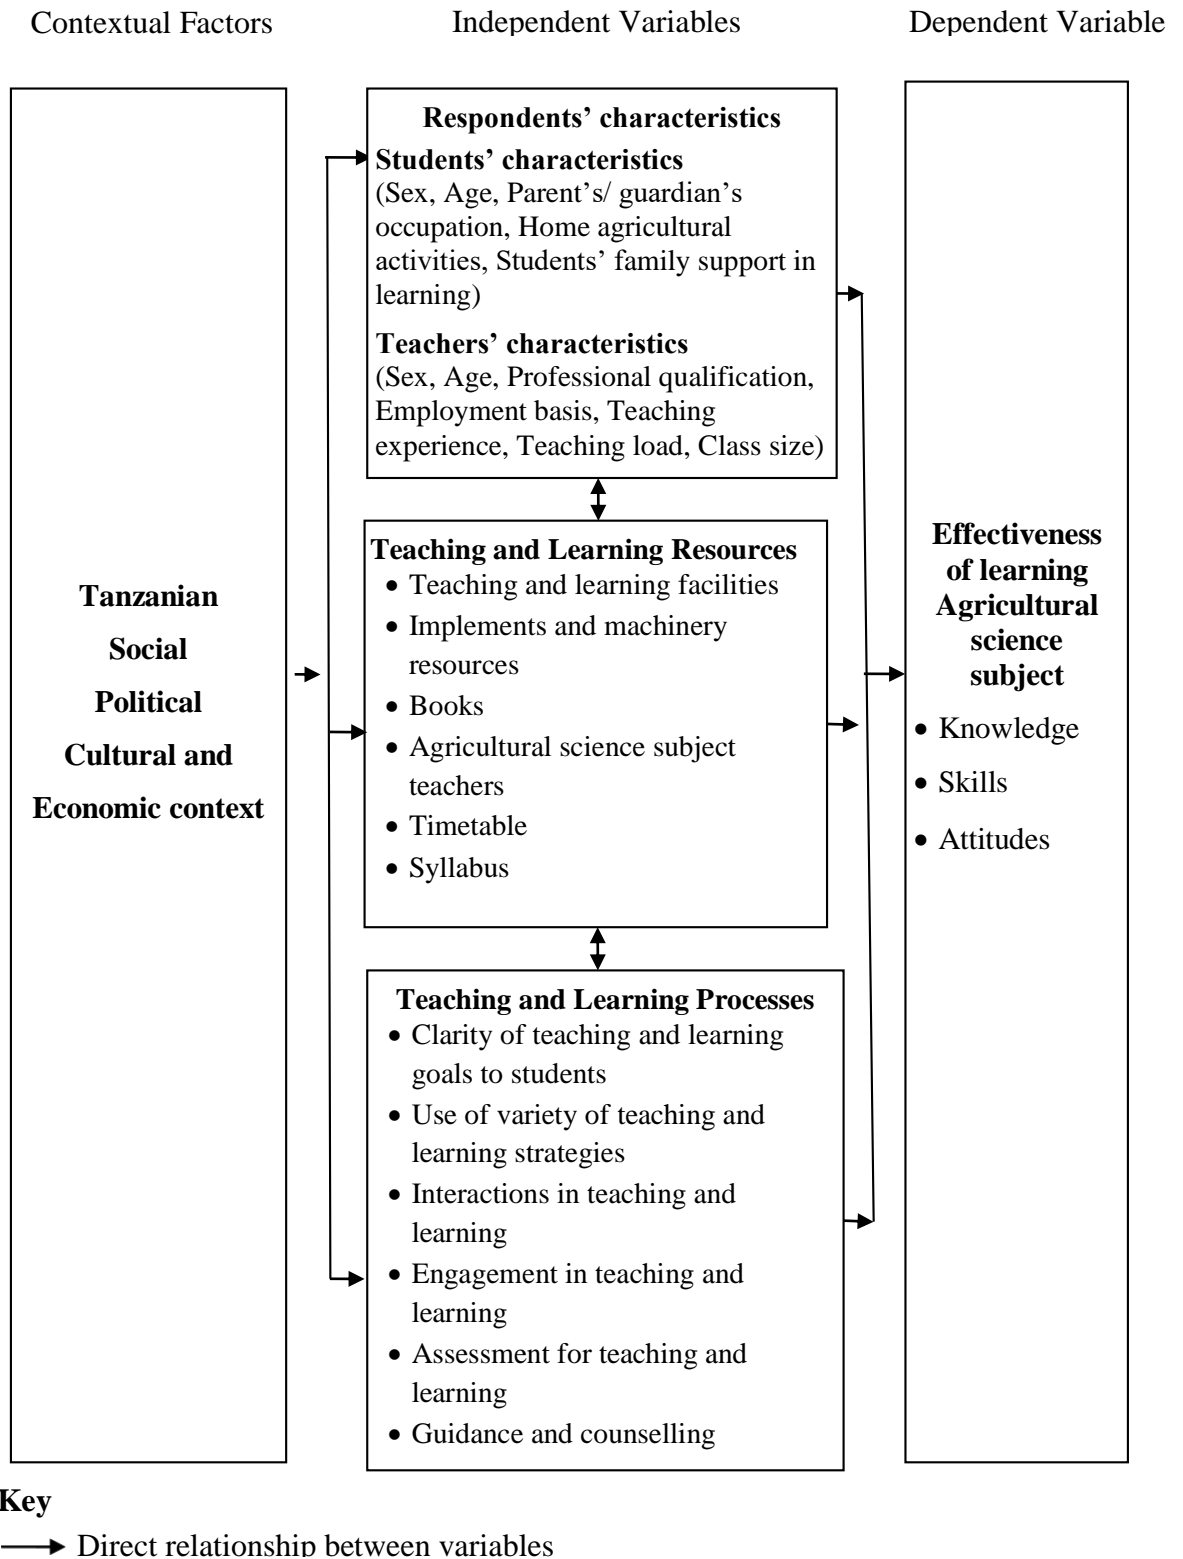 Contextual Factors
Independent Variables
Dependent Variable
Tanzanian
Social
Political
Cultural and
Economic context
Respondents’ characteristics
Students’ characteristics
(Sex, Age, Parent’s/ guardian’s
occupation, Home agricultural
activities, Students’ family support in
learning)
Teachers’ characteristics
(Sex, Age, Professional qualification,
Employment basis, Teaching
experience, Teaching load, Class size)
Teaching and Learning Resources
• Teaching and learning facilities
• Implements and machinery
resources
• Books
• Agricultural science subject
teachers
• Timetable
• Syllabus
Teaching and Learning Processes
• Clarity of teaching and learning
goals to students
• Use of variety of teaching and
learning strategies
• Interactions in teaching and
learning
• Engagement in teaching and
learning
• Assessment for teaching and
learning
• Guidance and counselling
Effectiveness
of learning
Agricultural
science
subject
• Knowledge
• Skills
• Attitudes
Key
Direct relationship between variables